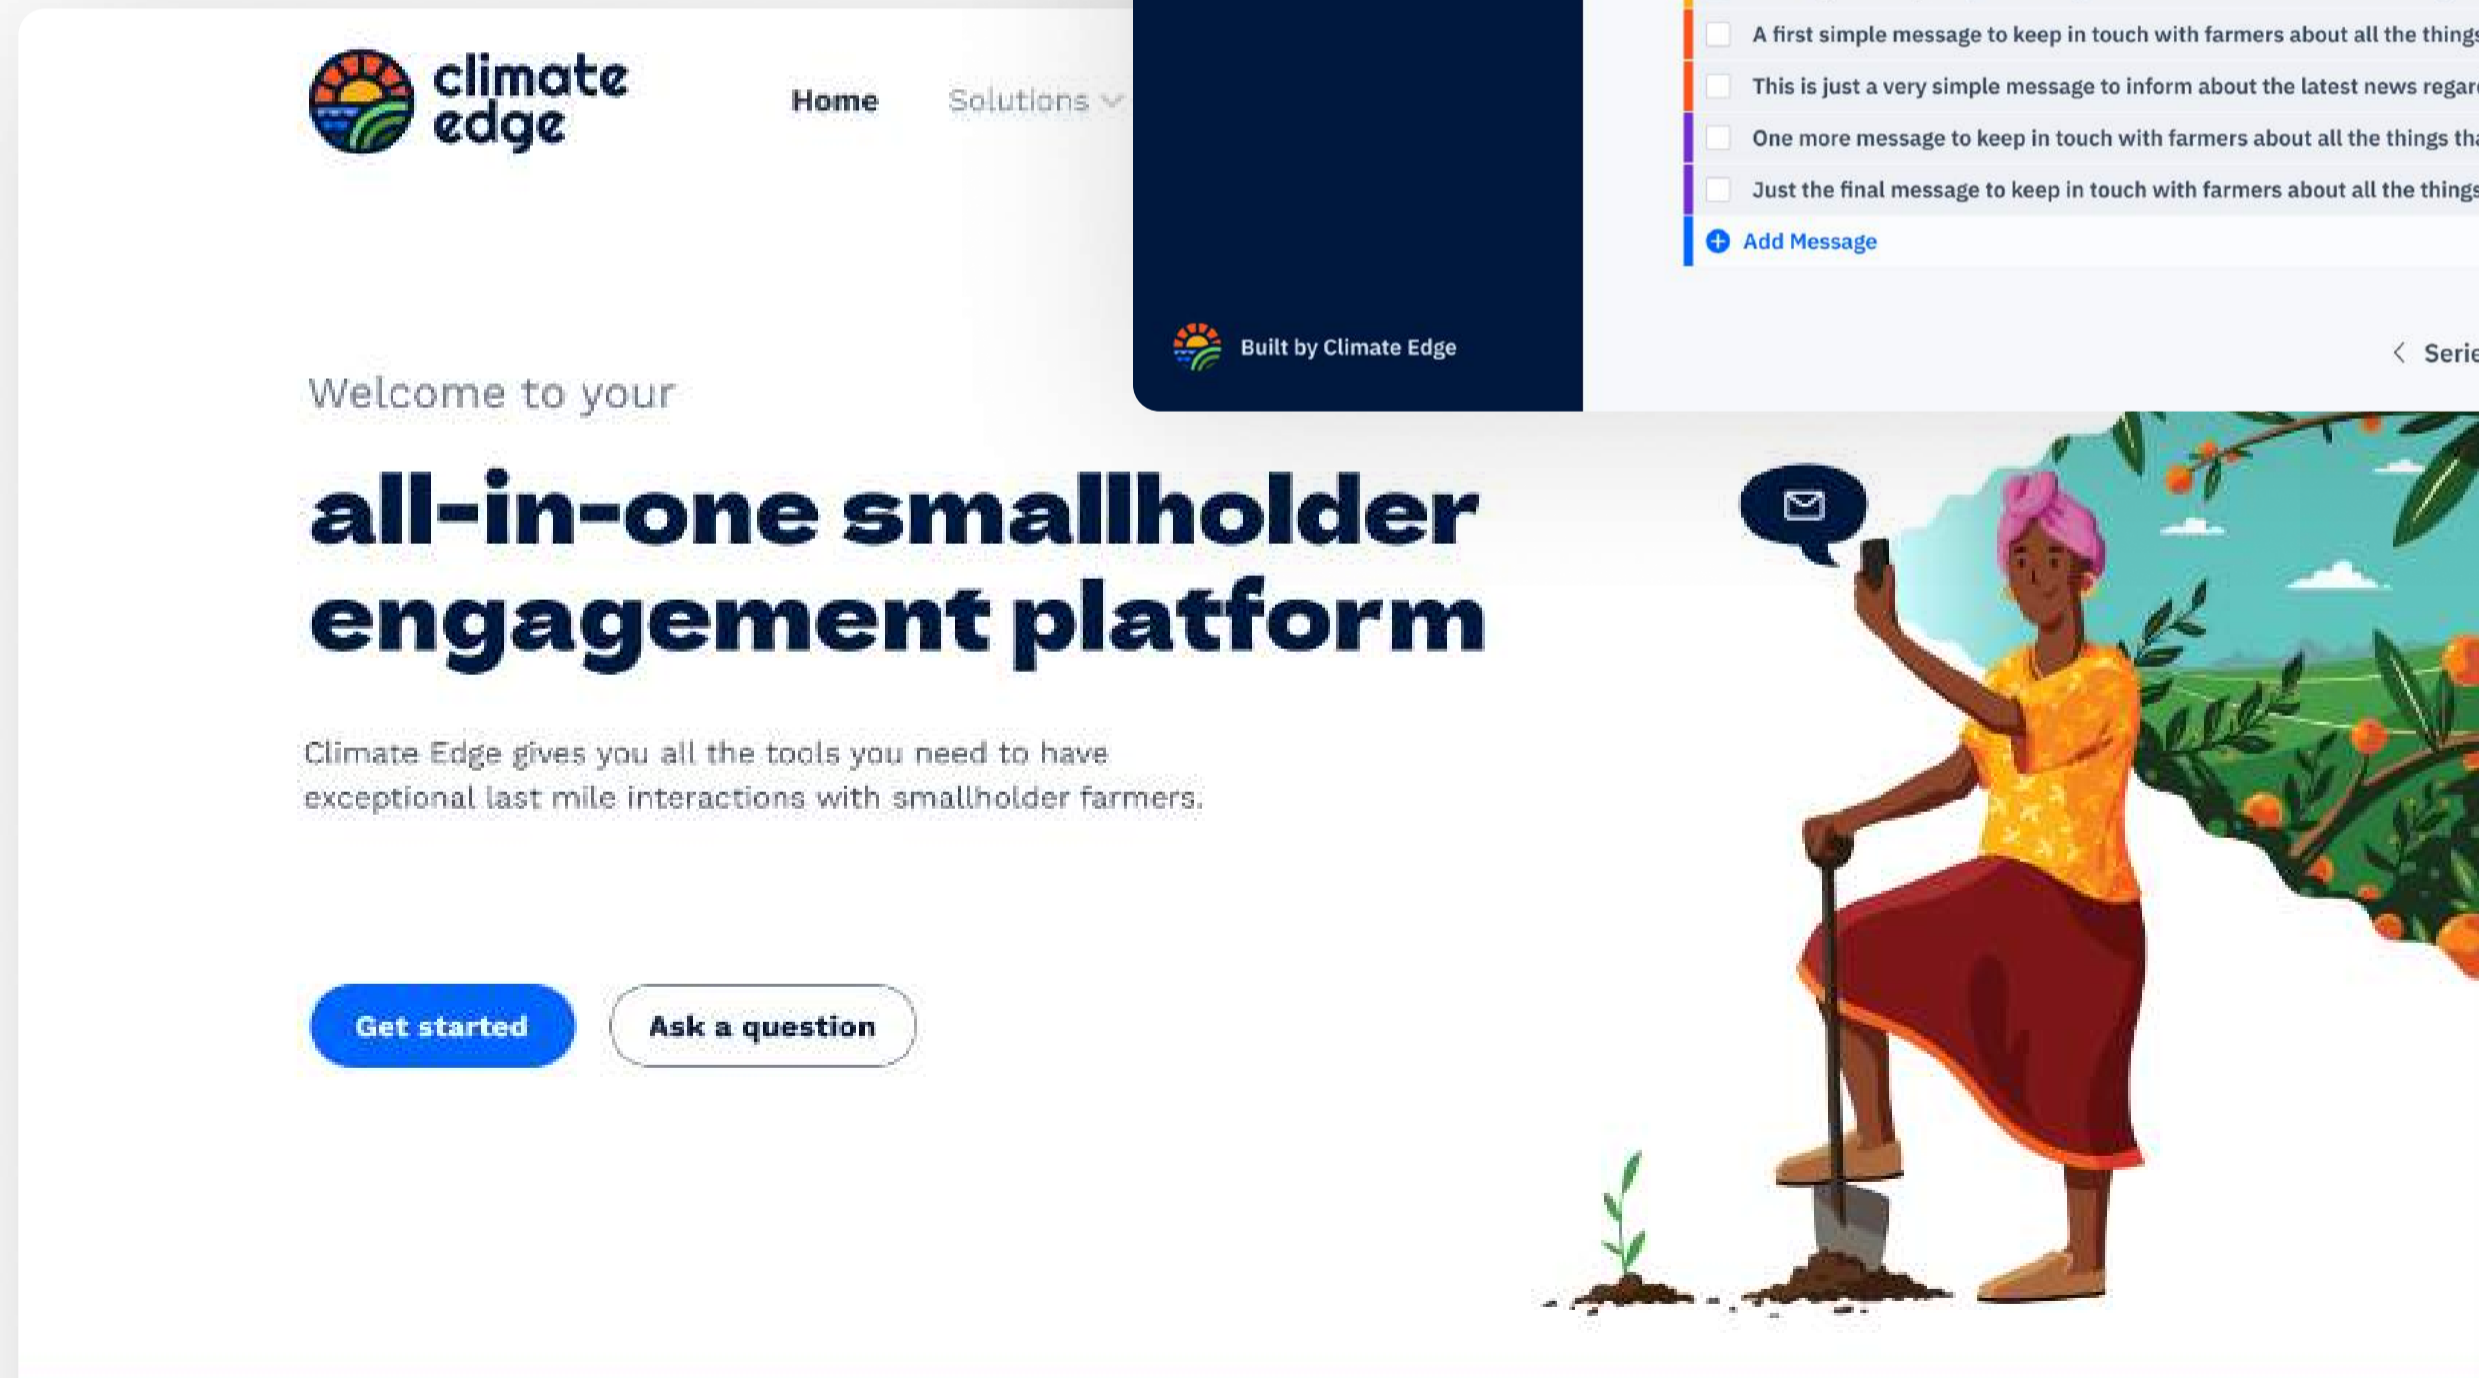 climate
edge
Home
Solutions
A first simple message to keep in touch with farmers about all the things
This is just a very simple message to inform about the latest news
One more message to keep in touch with farmers about all the things
Just the final message to keep in touch with farmers about all the things
Add Message
Built by Climate Edge
Welcome to your
all-in-one smallholder
engagement platform
Climate Edge gives you all the tools you need to have
exceptional last mile interactions with smallholder farmers.
Get started
Ask a question